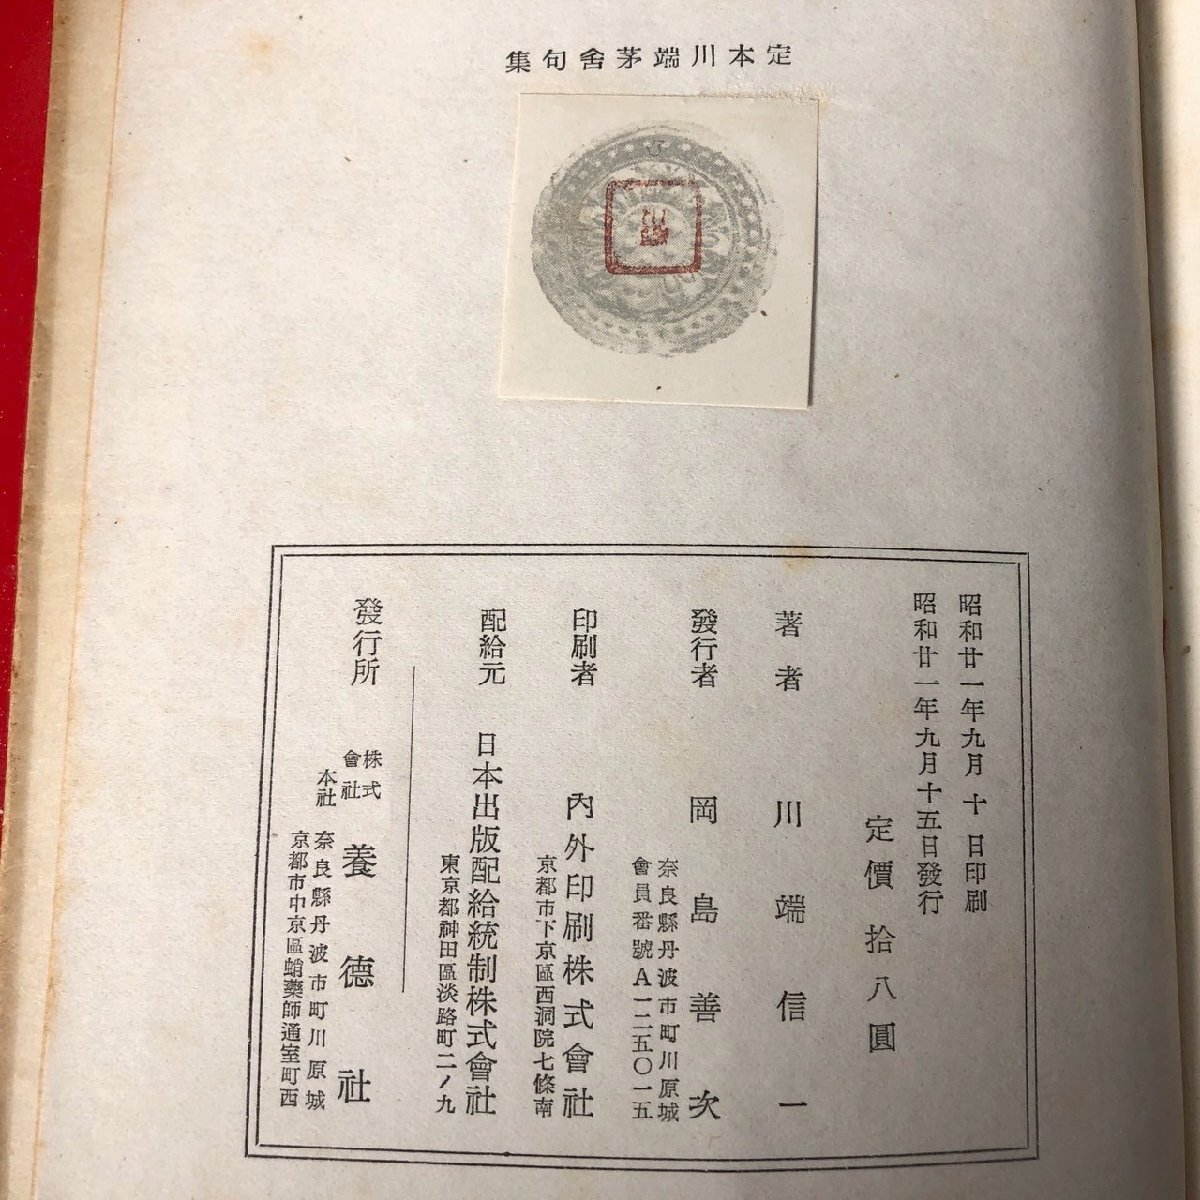 定本川端茅舍句集
昭和廿一年九月十日印刷
昭和廿一年九月十五日發行
定價拾八圓
著者 川端信一
發行者 岡島善次
奈良縣丹波市町川原城
會員番號A一二五〇一五
印刷者 內外印刷株式會社
京都市下京區西洞院七條南
配給元 日本出版配給統制株式會社
東京都神田區淡路町二ノ九
發行所 株式會社 養德社
本社 奈良縣丹波市町川原城
京都市中京區蛸藥師通室町西